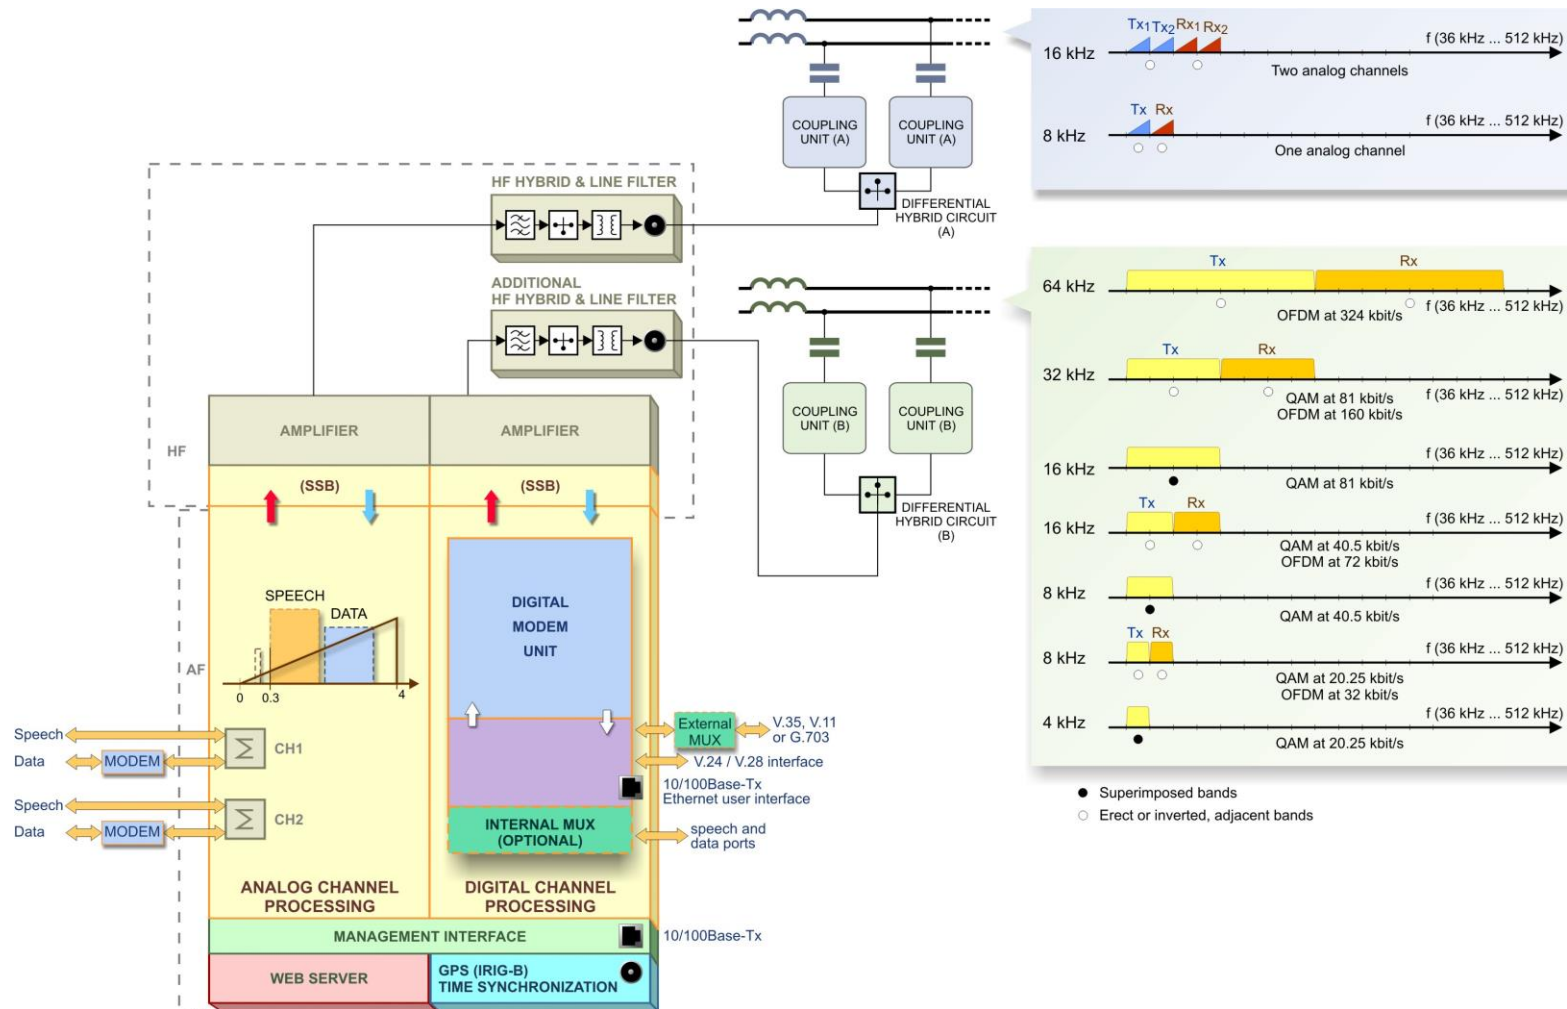 HF HYBRID & LINE FILTER
ADDITIONAL
HF HYBRID & LINE FILTER
COUPLING
UNIT (A)
COUPLING
UNIT (A)
DIFFERENTIAL
HYBRID CIRCUIT
(A)
COUPLING
UNIT (B)
COUPLING
UNIT (B)
DIFFERENTIAL
HYBRID CIRCUIT
(B)
HF
AMPLIFIER
AMPLIFIER
(SSB)
(SSB)
AF
SPEECH
DATA
0
0.3
4
DIGITAL
MODEM
UNIT
Speech
Data
MODEM
Σ
CH1
Speech
Data
MODEM
Σ
CH2
External
MUX
V.35, V.11
or G.703
V.24 / V.28 interface
10/100Base-Tx
Ethernet user interface
INTERNAL MUX
(OPTIONAL)
speech and
data ports
ANALOG CHANNEL
PROCESSING
DIGITAL CHANNEL
PROCESSING
MANAGEMENT INTERFACE
10/100Base-Tx
WEB SERVER
GPS (IRIG-B)
TIME SYNCHRONIZATION
Tx1 Tx2 Rx1 Rx2
16 kHz
f (36 kHz ... 512 kHz)
Two analog channels
Tx Rx
8 kHz
f (36 kHz ... 512 kHz)
One analog channel
Tx Rx
64 kHz
f (36 kHz ... 512 kHz)
OFDM at 324 kbit/s
Tx Rx
32 kHz
f (36 kHz ... 512 kHz)
QAM at 81 kbit/s
OFDM at 160 kbit/s
16 kHz
f (36 kHz ... 512 kHz)
QAM at 81 kbit/s
Tx Rx
16 kHz
f (36 kHz ... 512 kHz)
QAM at 40.5 kbit/s
OFDM at 72 kbit/s
8 kHz
f (36 kHz ... 512 kHz)
QAM at 40.5 kbit/s
Tx Rx
8 kHz
f (36 kHz ... 512 kHz)
QAM at 20.25 kbit/s
OFDM at 32 kbit/s
4 kHz
f (36 kHz ... 512 kHz)
QAM at 20.25 kbit/s
Superimposed bands
Erect or inverted, adjacent bands